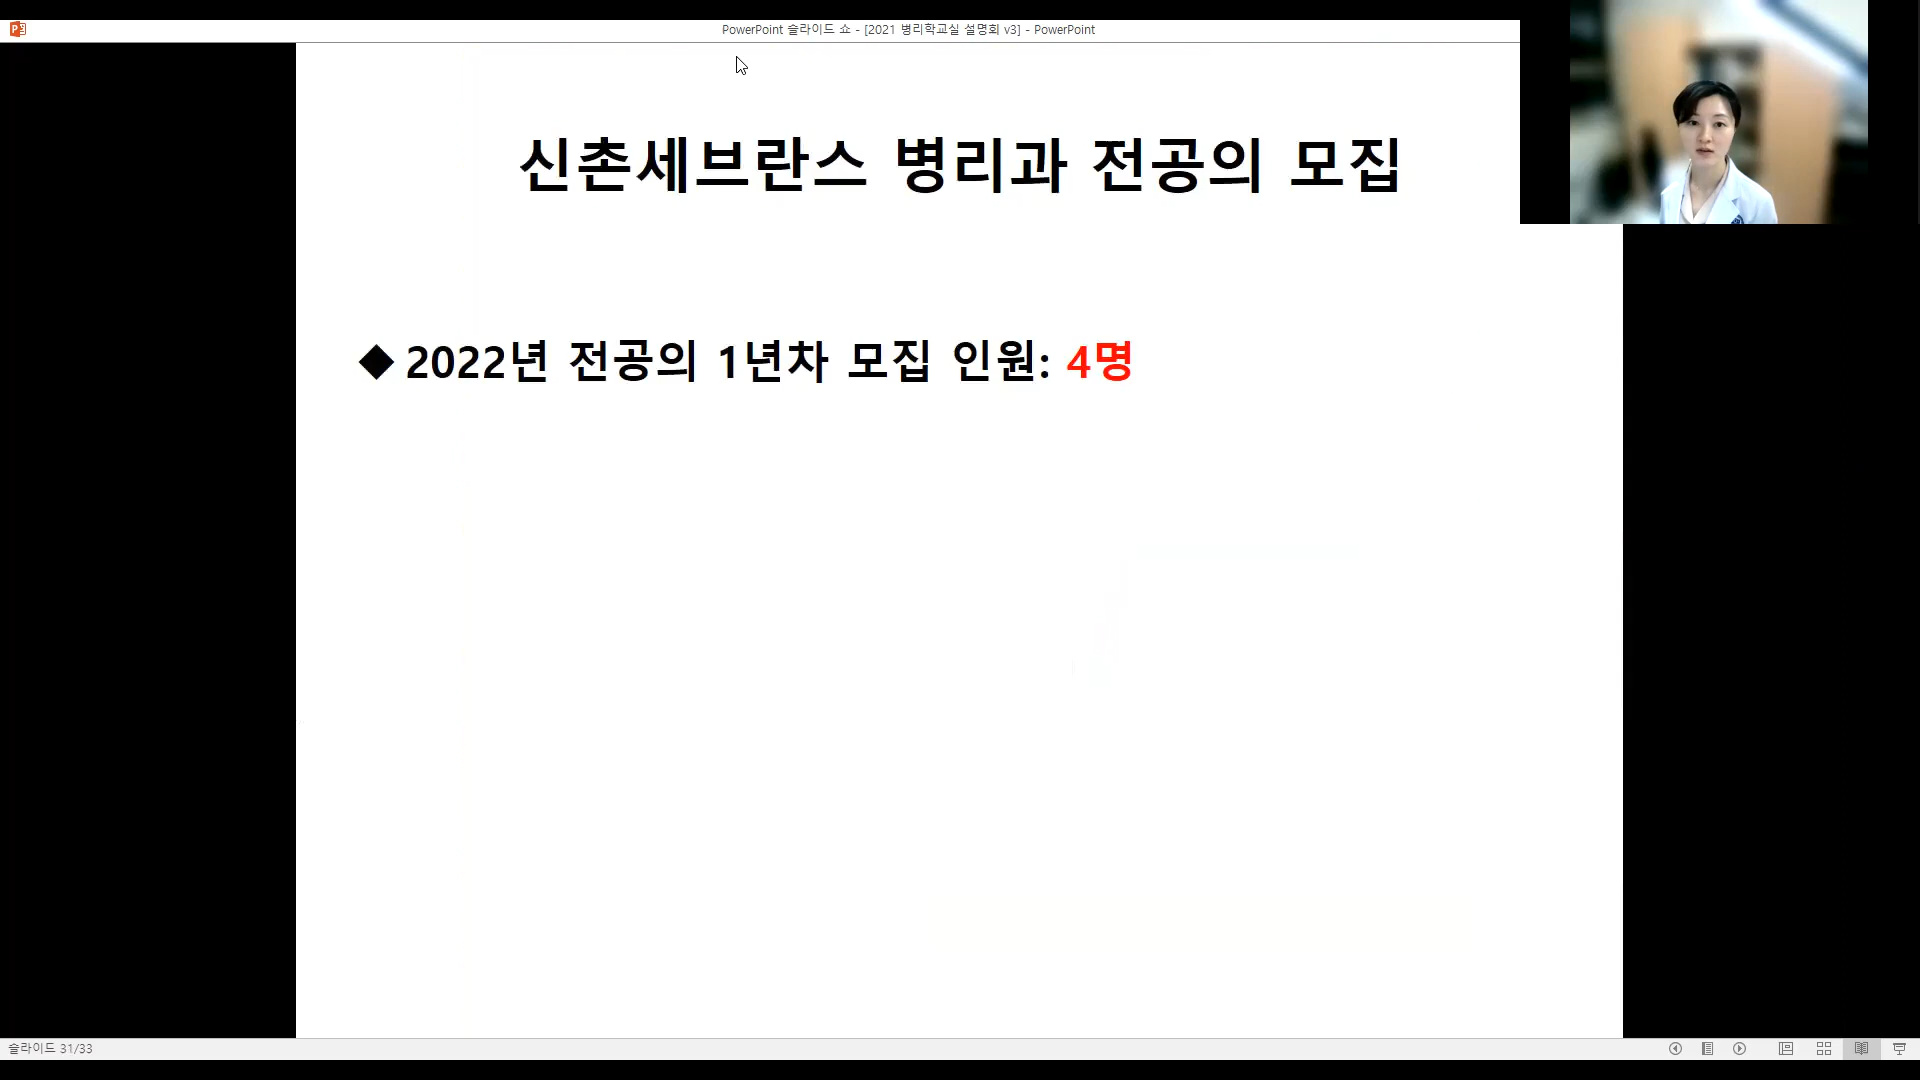 PowerPoint 슬라이드 쇼 - [2021 병리학교실 설명회 v3] - PowerPoint
신촌세브란스 병리과 전공의 모집
◆ 2022년 전공의 1년차 모집 인원: 4명
슬라이드 31/33